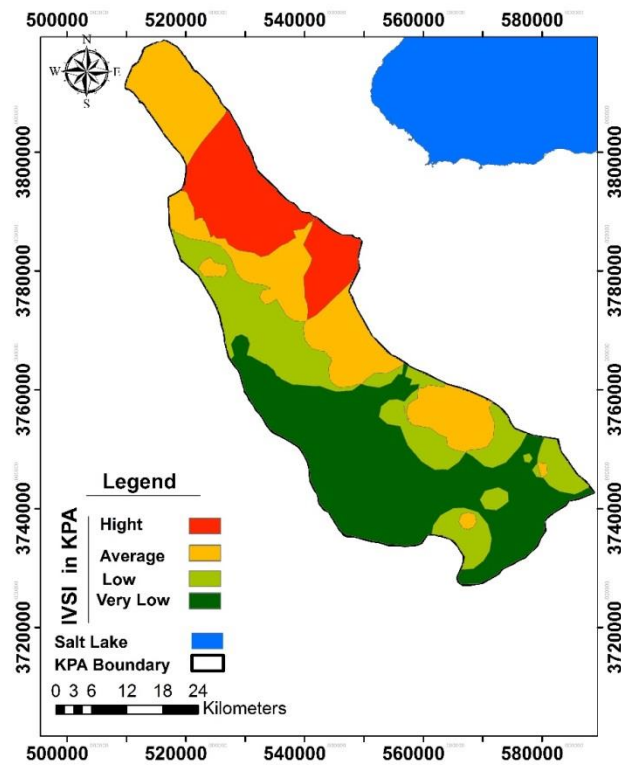 500000 520000 540000 560000 580000
N
W E
S
3800000 3800000
3780000 3780000
3760000 3760000
3740000 3740000
3720000 3720000
Legend
IVSI in KPA
Hight
Average
Low
Very Low
Salt Lake
KPA Boundary
0 3 6 12 18 24
Kilometers
500000 520000 540000 560000 580000